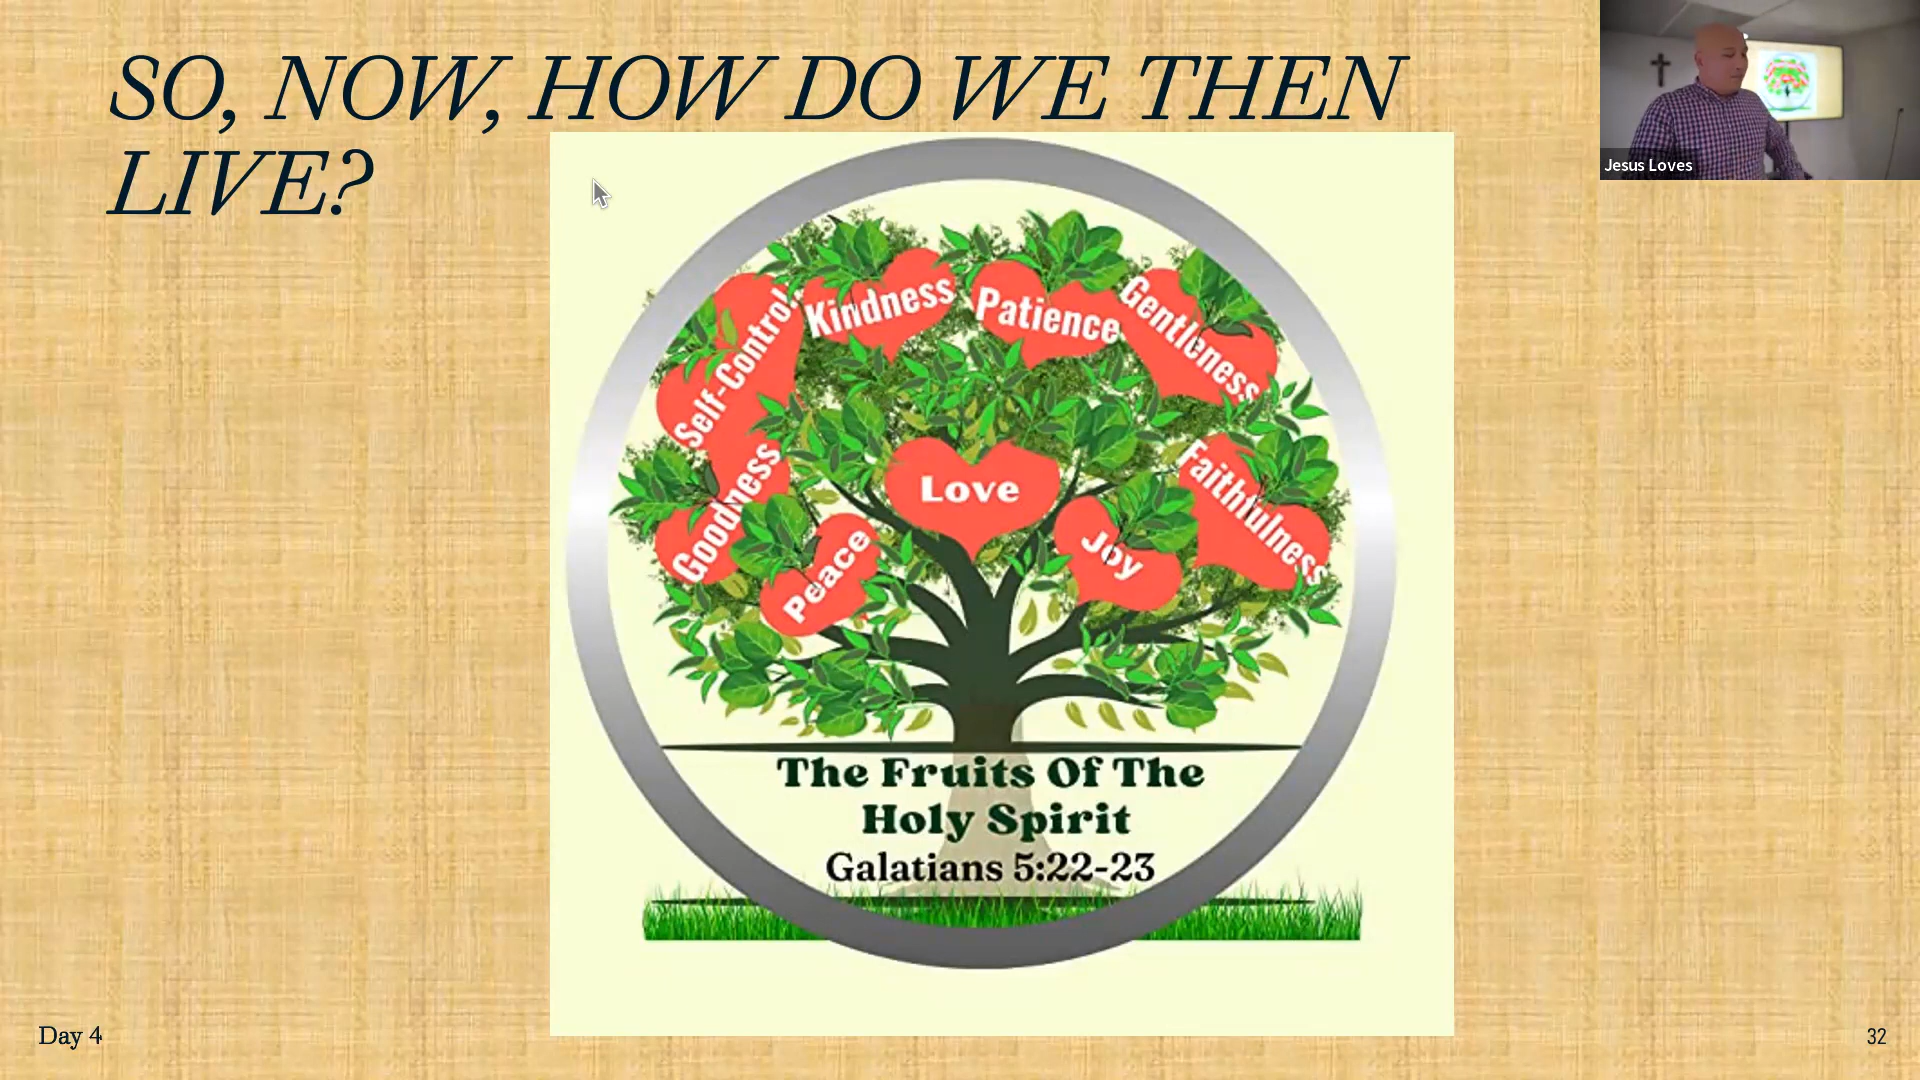 SO, NOW, HOW DO WE THEN
LIVE?
Jesus Loves
Self-Control
Kindness
Patience
Gentleness
Goodness
Love
Faithfulness
Peace
Joy
The Fruits Of The
Holy Spirit
Galatians 5:22-23
Day 4
32